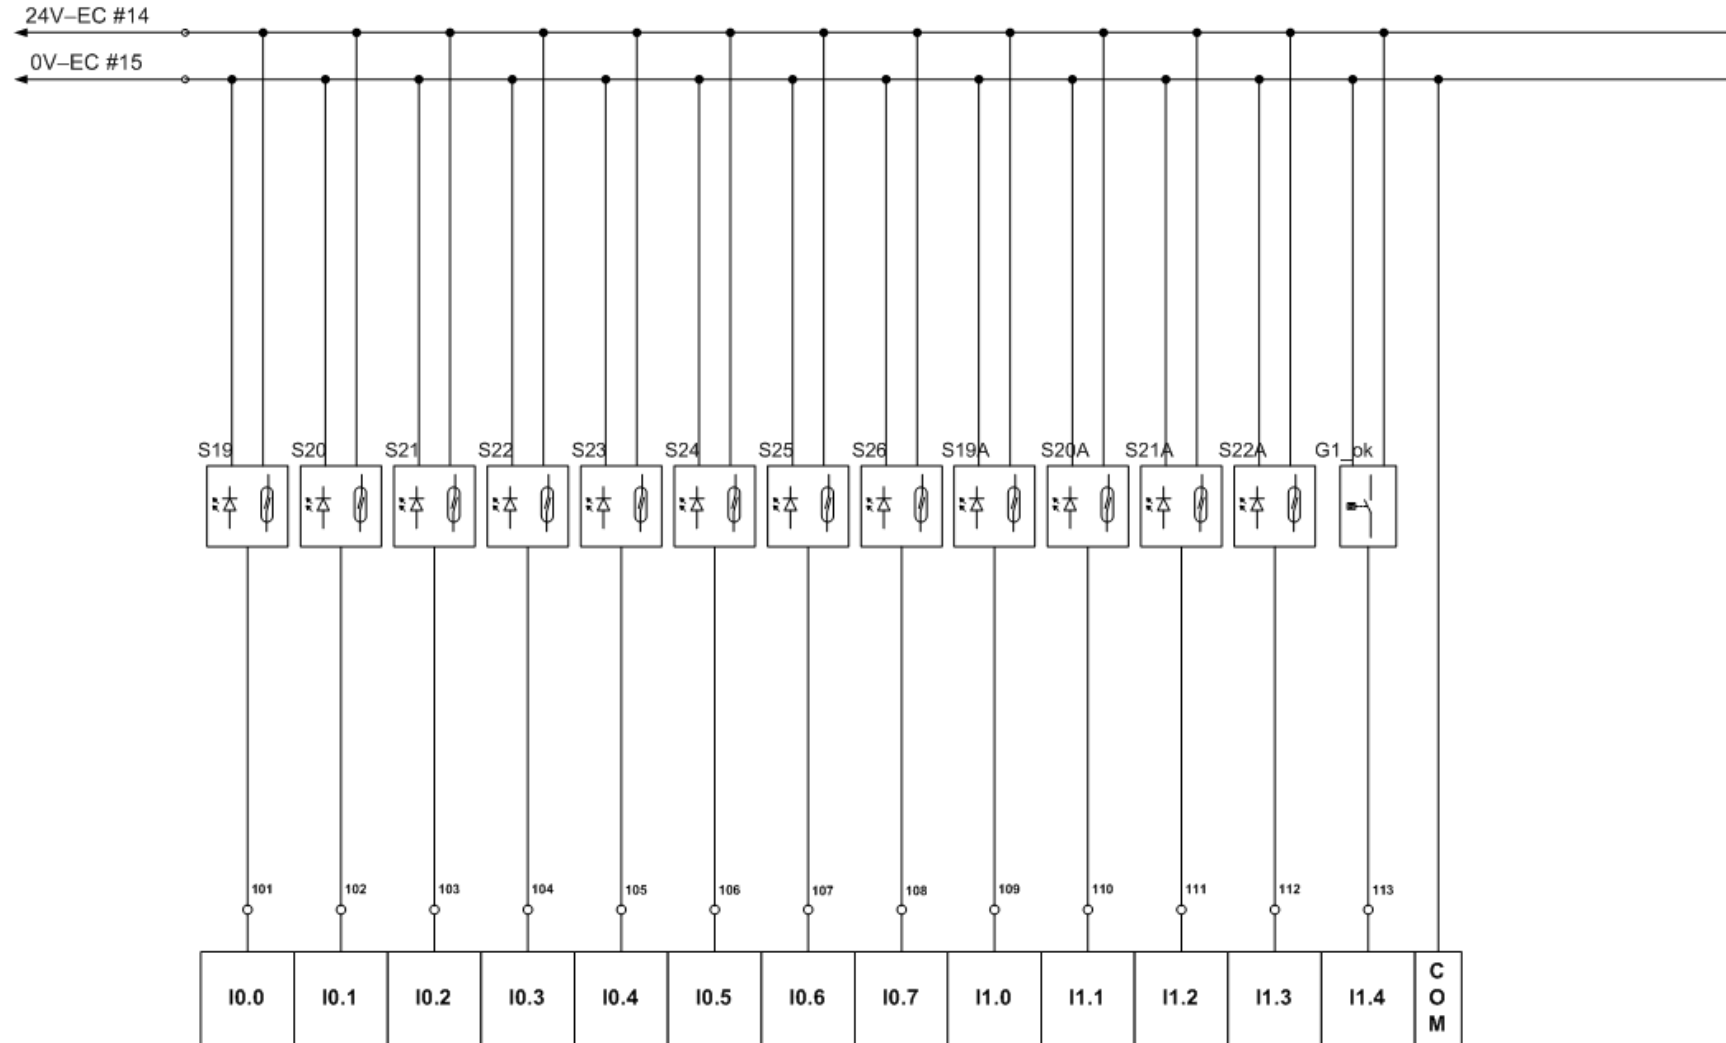 24V–EC #14
0V–EC #15
S19 S20 S21 S22 S23 S24 S25 S26 S19A S20A S21A S22A G1_ok
101 102 103 104 105 106 107 108 109 110 111 112 113
I0.0 I0.1 I0.2 I0.3 I0.4 I0.5 I0.6 I0.7 I1.0 I1.1 I1.2 I1.3 I1.4 COM